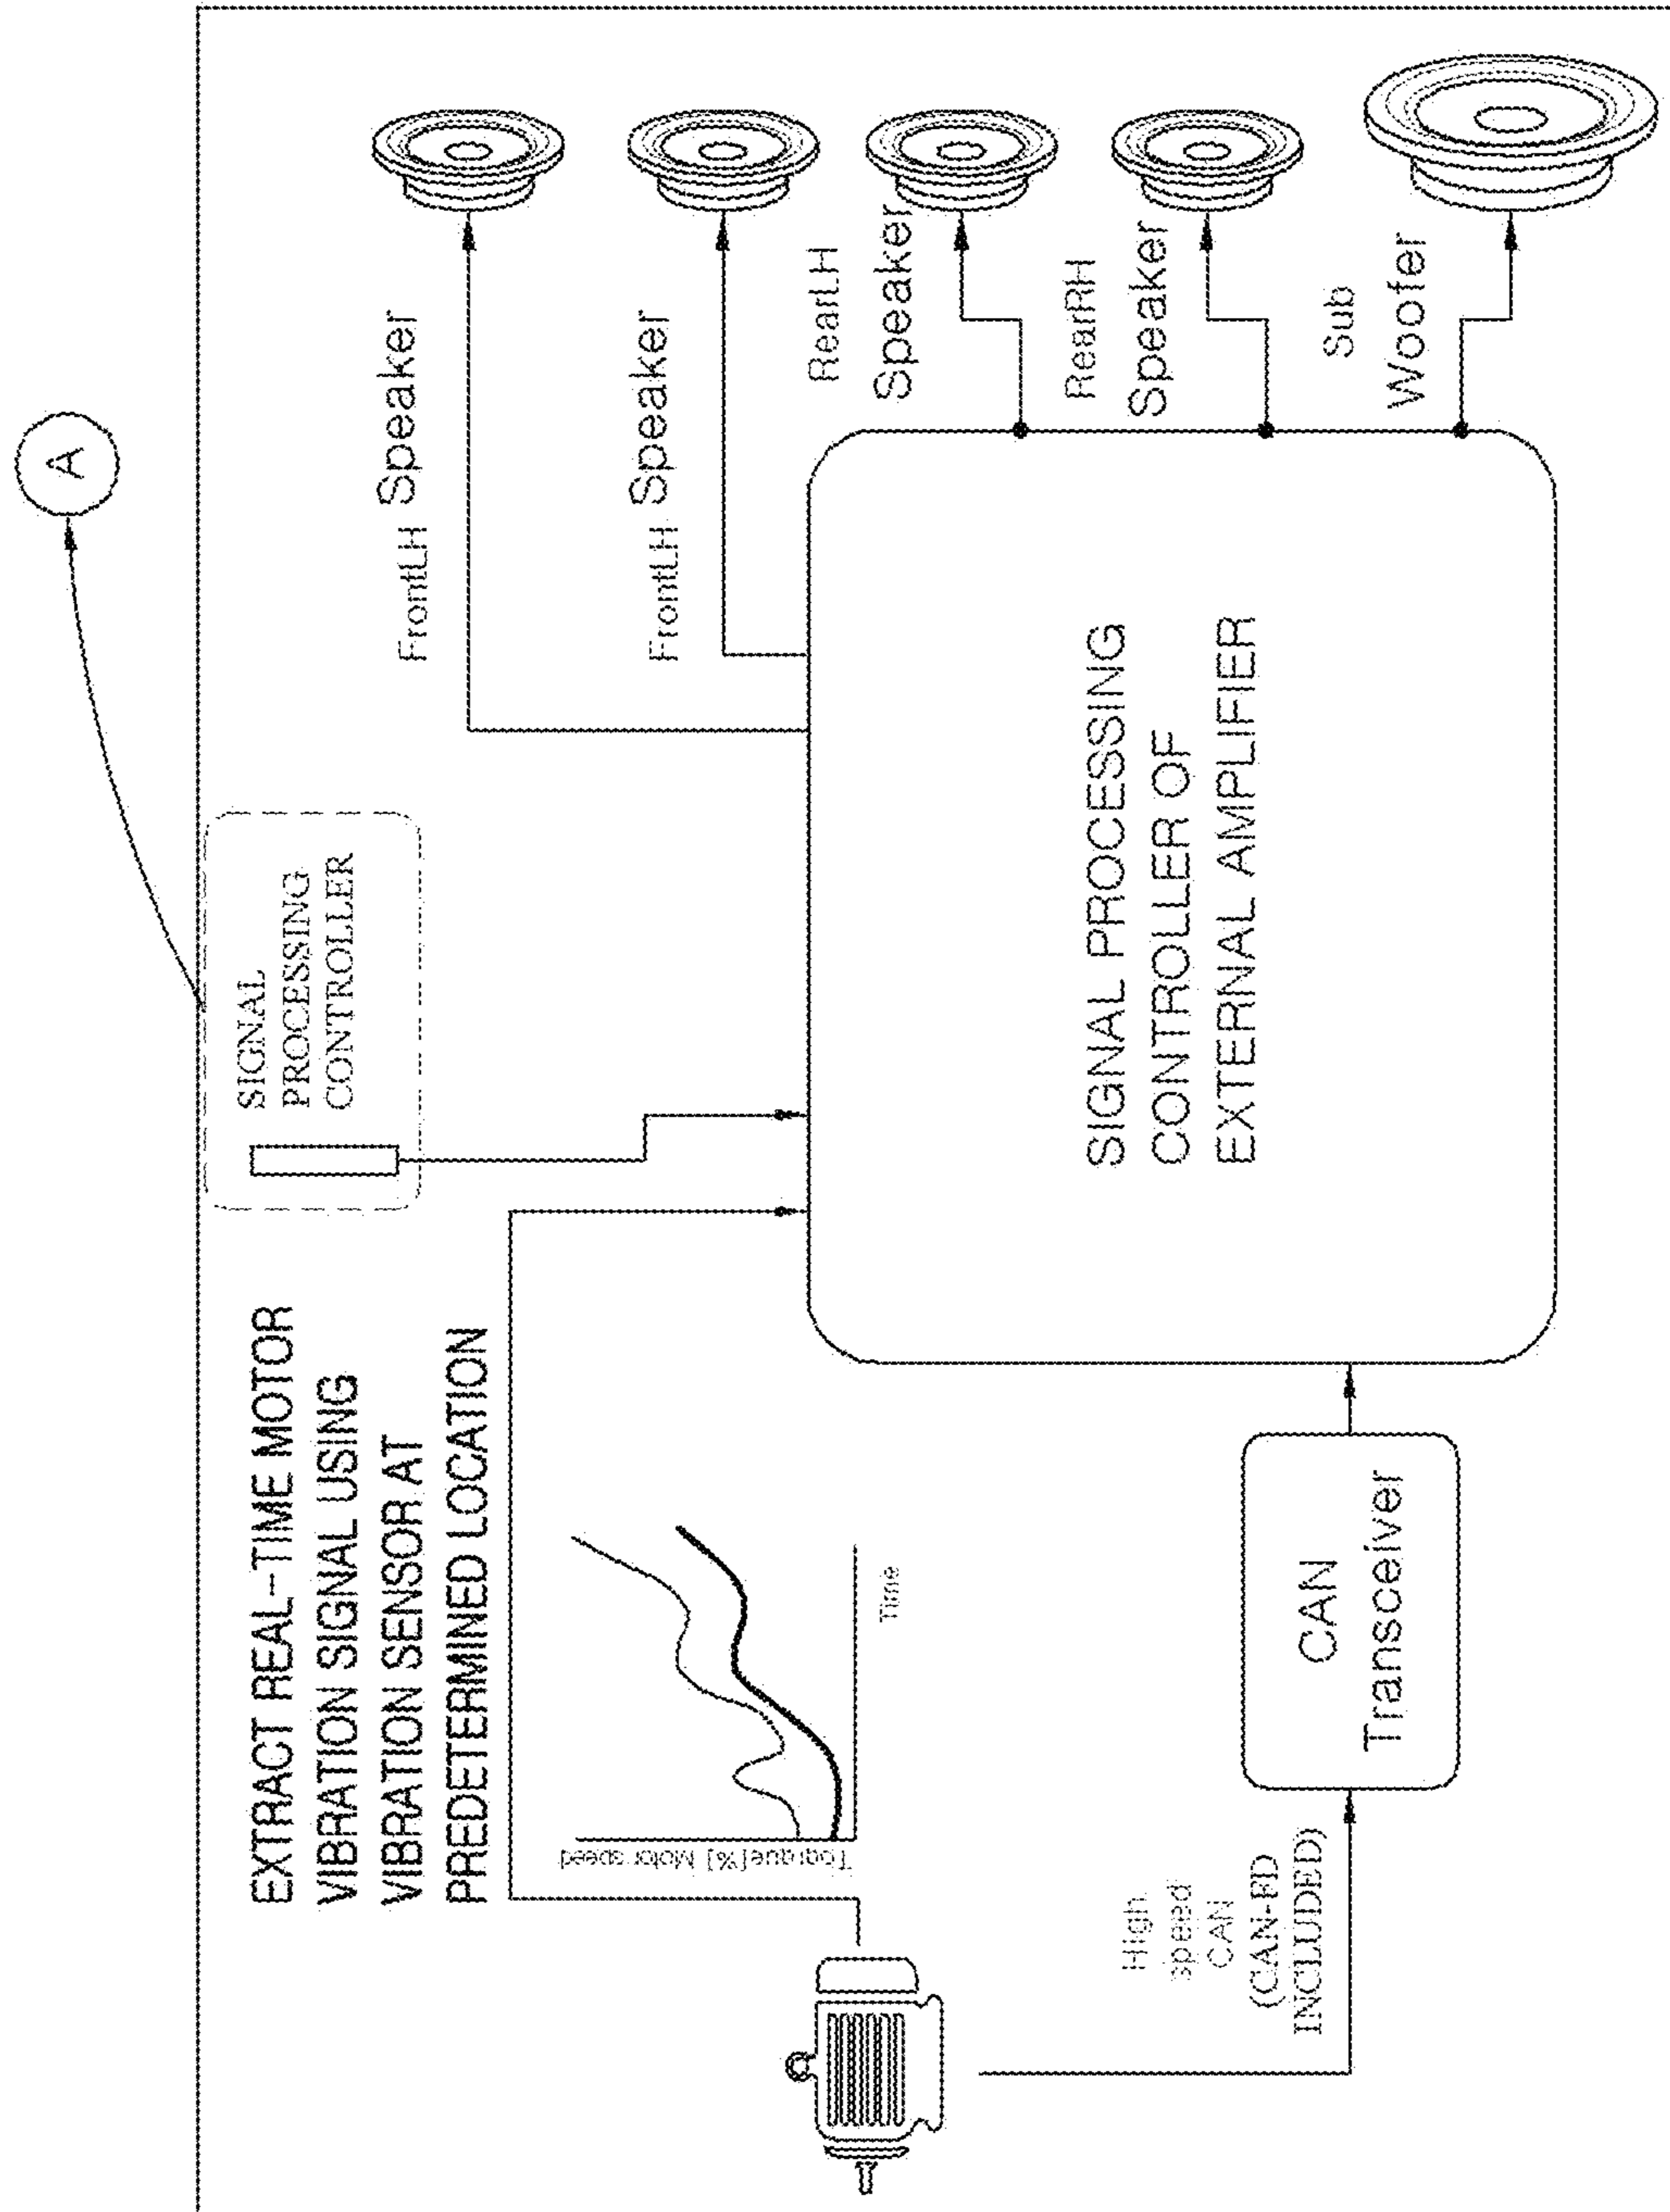 A
SIGNAL
PROCESSING
CONTROLLER
EXTRACT REAL-TIME MOTOR
VIBRATION SIGNAL USING
VIBRATION SENSOR AT
PREDETERMINED LOCATION
Torque[%] Motor speed
Time
High
speed
CAN
(CAN-FD
INCLUDED)
CAN
Transceiver
SIGNAL PROCESSING
CONTROLLER OF
EXTERNAL AMPLIFIER
FrontLH Speaker
FrontLH Speaker
RearLH
Speaker
RearRH
Speaker
Sub
Woofer